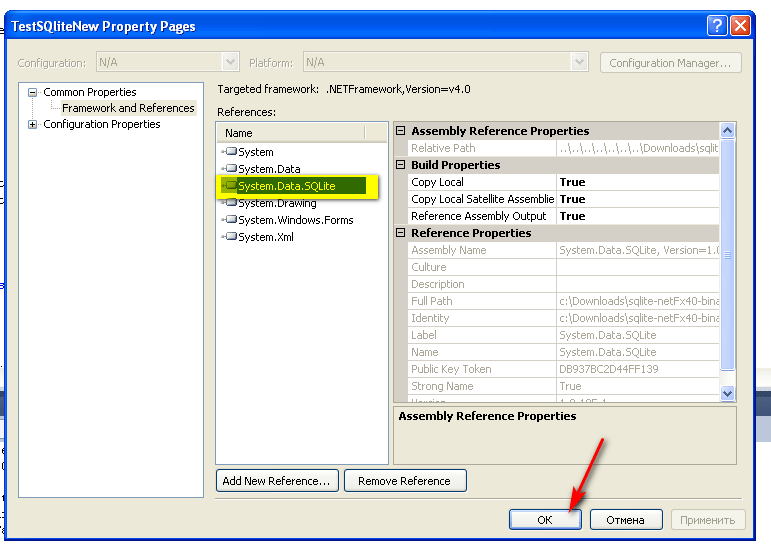 TestSQliteNew Property Pages
Configuration: N/A Platform: N/A Configuration Manager...
Common Properties
Framework and References
Configuration Properties
Targeted framework: .NETFramework,Version=v4.0
References:
Name
System
System.Data
System.Data.SQLite
System.Drawing
System.Windows.Forms
System.Xml
Assembly Reference Properties
Relative Path ..\..\..\..\..\..\Downloads\sqlit
Build Properties
Copy Local True
Copy Local Satellite Assemblie True
Reference Assembly Output True
Reference Properties
Assembly Name System.Data.SQLite, Version=1.0
Culture
Description
Full Path c:\Downloads\sqlite-netFx40-bina
Identity c:\Downloads\sqlite-netFx40-bina
Label System.Data.SQLite
Name System.Data.SQLite
Public Key Token DB937BC2D44FF139
Strong Name True
Assembly Reference Properties
Add New Reference... Remove Reference
OK Отмена Применить